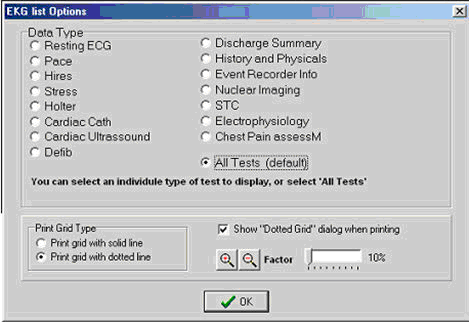 EKG list Options
Data Type
Resting ECG
Pace
Hires
Stress
Holter
Cardiac Cath
Cardiac Ultrassound
Defib
Discharge Summary
History and Physicals
Event Recorder Info
Nuclear Imaging
STC
Electrophysiology
Chest Pain assessM
All Tests (default)
You can select an individule type of test to display, or select 'All Tests'
Print Grid Type
Print grid with solid line
Print grid with dotted line
Show "Dotted Grid" dialog when printing
Factor
10%
OK